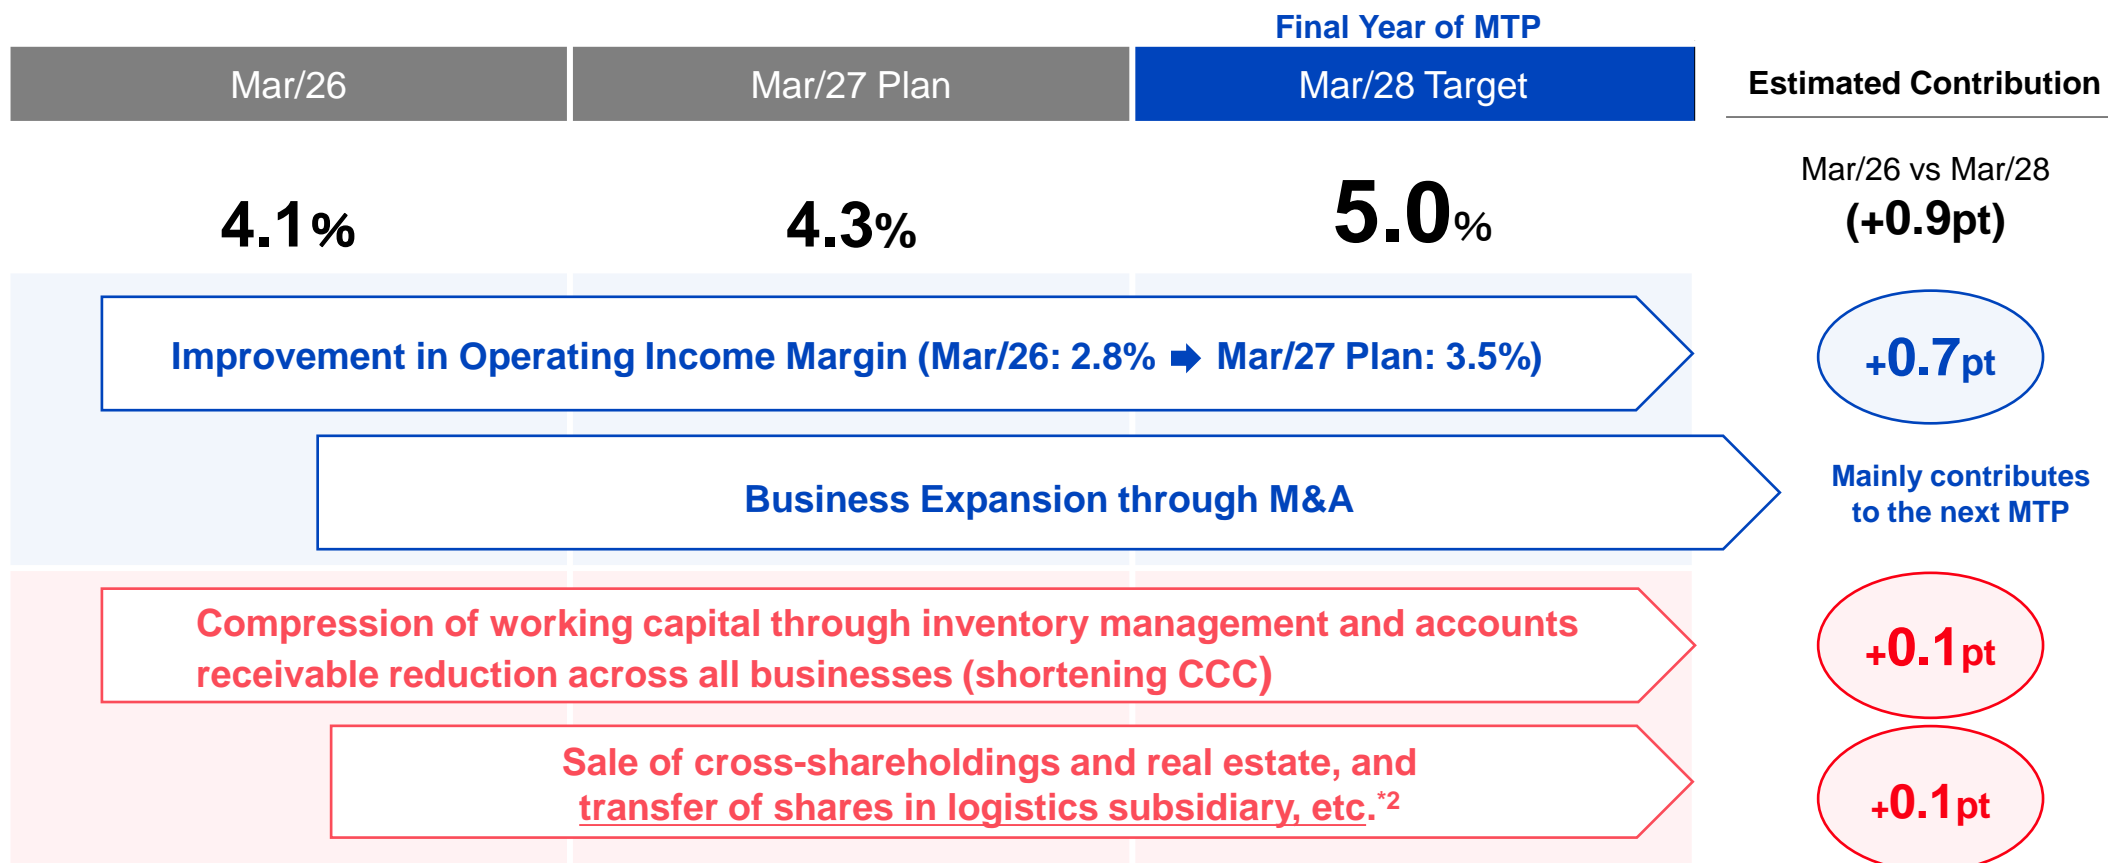 Final Year of MTP
Mar/26
Mar/27 Plan
Mar/28 Target
Estimated Contribution
4.1%
4.3%
5.0%
Mar/26 vs Mar/28
(+0.9pt)
Improvement in Operating Income Margin (Mar/26: 2.8% ➡ Mar/27 Plan: 3.5%)
+0.7pt
Business Expansion through M&A
Mainly contributes
to the next MTP
Compression of working capital through inventory management and accounts
receivable reduction across all businesses (shortening CCC)
+0.1pt
Sale of cross-shareholdings and real estate, and
transfer of shares in logistics subsidiary, etc.*2
+0.1pt